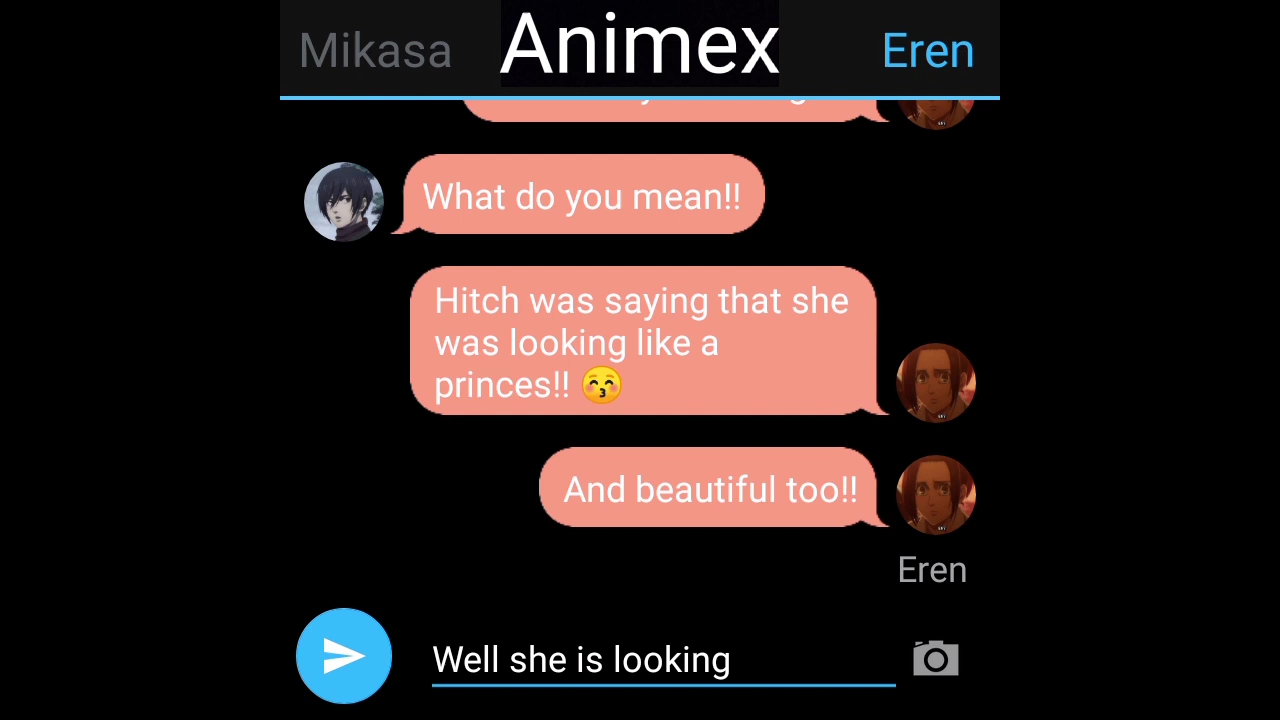 Mikasa
Animex
Eren
What do you mean!!
Hitch was saying that she
was looking like a
princes!! 😚
And beautiful too!!
Eren
Well she is looking